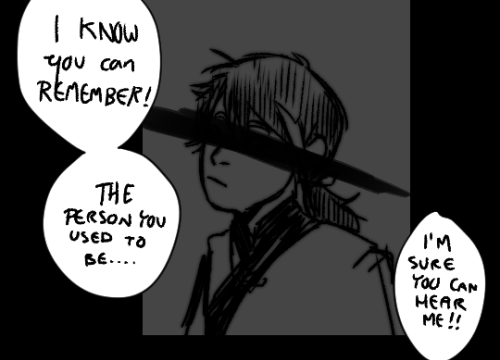 I KNOW
you can
REMEMBER!
THE
PERSON YOU
USED TO
BE....
I'M
SURE
YOU CAN
HEAR
ME!!